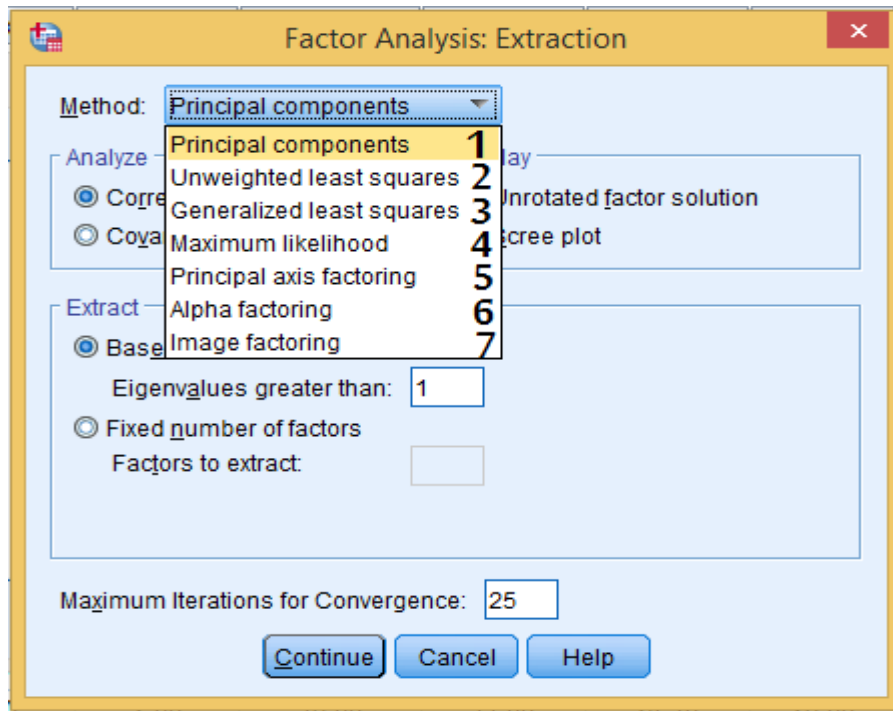 Factor Analysis: Extraction
Method: Principal components
Principal components 1
Analyze lay
Unweighted least squares 2
Corre Unrotated factor solution
Generalized least squares 3
Cova Scree plot
Maximum likelihood 4
Principal axis factoring 5
Extract
Alpha factoring 6
Base Image factoring 7
Eigenvalues greater than: 1
Fixed number of factors
Factors to extract:
Maximum Iterations for Convergence: 25
Continue Cancel Help